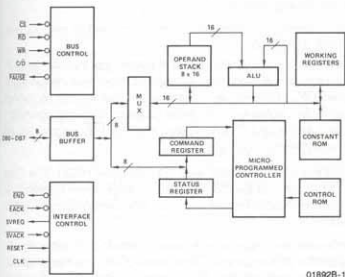 CS
RD
WR
C/D
PAUSE
BUS
CONTROL
DB0-DB7
8
BUS
BUFFER
8
8
MUX
16
16
OPERAND
STACK
8 x 16
16
ALU
WORKING
REGISTERS
CONSTANT
ROM
COMMAND
REGISTER
STATUS
REGISTER
MICRO-
PROGRAMMED
CONTROLLER
CONTROL
ROM
END
EACK
SVREQ
SVACK
RESET
CLK
INTERFACE
CONTROL
01892B-1